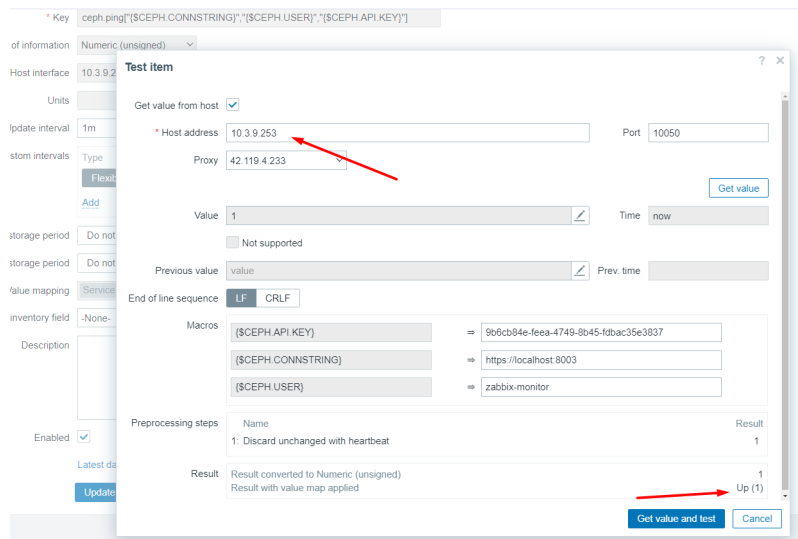 * Key ceph.ping["{$CEPH.CONNSTRING}","{$CEPH.USER}","{$CEPH.API.KEY}"]
of information Numeric (unsigned)
Host interface 10.3.9.2
Units
Update interval 1m
stom intervals Type
Flexib
Add
storage period Do not
storage period Do not
Value mapping Service
inventory field -None-
Description
Enabled
Latest da
Update
Test item ? ×
Get value from host
* Host address 10.3.9.253 Port 10050
Proxy 42.119.4.233
Get value
Value 1 Time now
Not supported
Previous value value Prev. time
End of line sequence LF CRLF
Macros {$CEPH.API.KEY} ⇒ 9b6cb84e-feea-4749-8b45-fdbac35e3837
{$CEPH.CONNSTRING} ⇒ https://localhost:8003
{$CEPH.USER} ⇒ zabbix-monitor
Preprocessing steps Name Result
1: Discard unchanged with heartbeat 1
Result Result converted to Numeric (unsigned) 1
Result with value map applied Up (1)
Get value and test Cancel